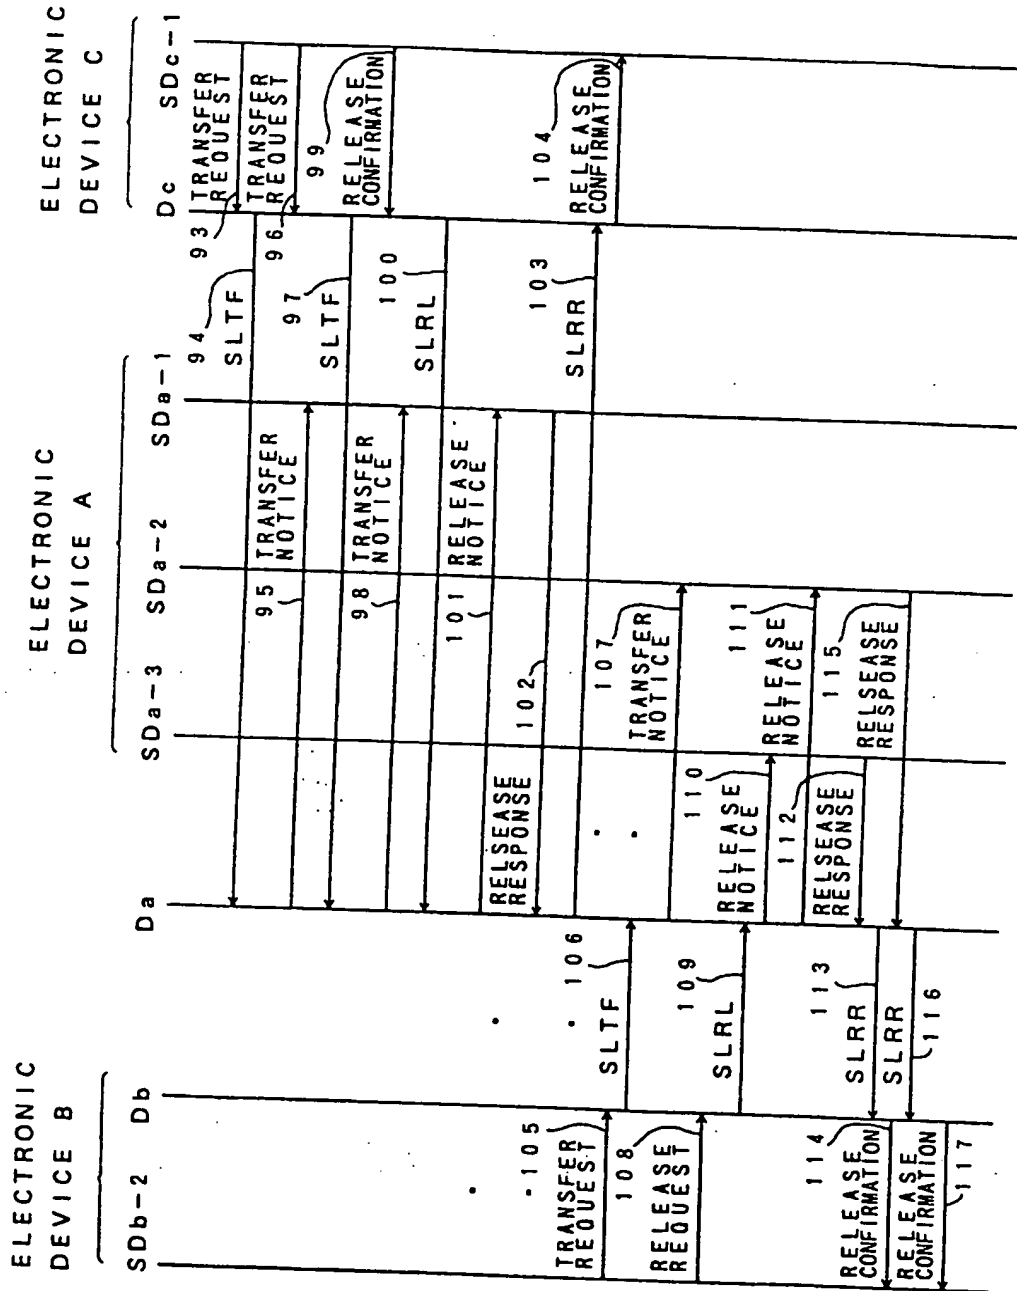 ELECTRONIC
DEVICE B
ELECTRONIC
DEVICE A
ELECTRONIC
DEVICE C
SDb-2
Db
Da
SDa-3
SDa-2
SDa-1
Dc
SDc-1
93
TRANSFER
REQUEST
94
SLTF
95
TRANSFER
NOTICE
96
TRANSFER
REQUEST
97
SLTF
98
TRANSFER
NOTICE
99
RELEASE
CONFIRMATION
100
SLRL
101
RELEASE
NOTICE
102
RELSEASE
RESPONSE
103
SLRR
104
RELEASE
CONFIRMATION
105
TRANSFER
REQUEST
106
SLTF
107
TRANSFER
NOTICE
108
RELEASE
REQUEST
109
SLRL
110
RELEASE
NOTICE
111
RELEASE
NOTICE
112
RELSEASE
RESPONSE
113
SLRR
114
RELEASE
CONFIRMATION
115
RELSEASE
RESPONSE
116
SLRR
117
RELEASE
CONFIRMATION